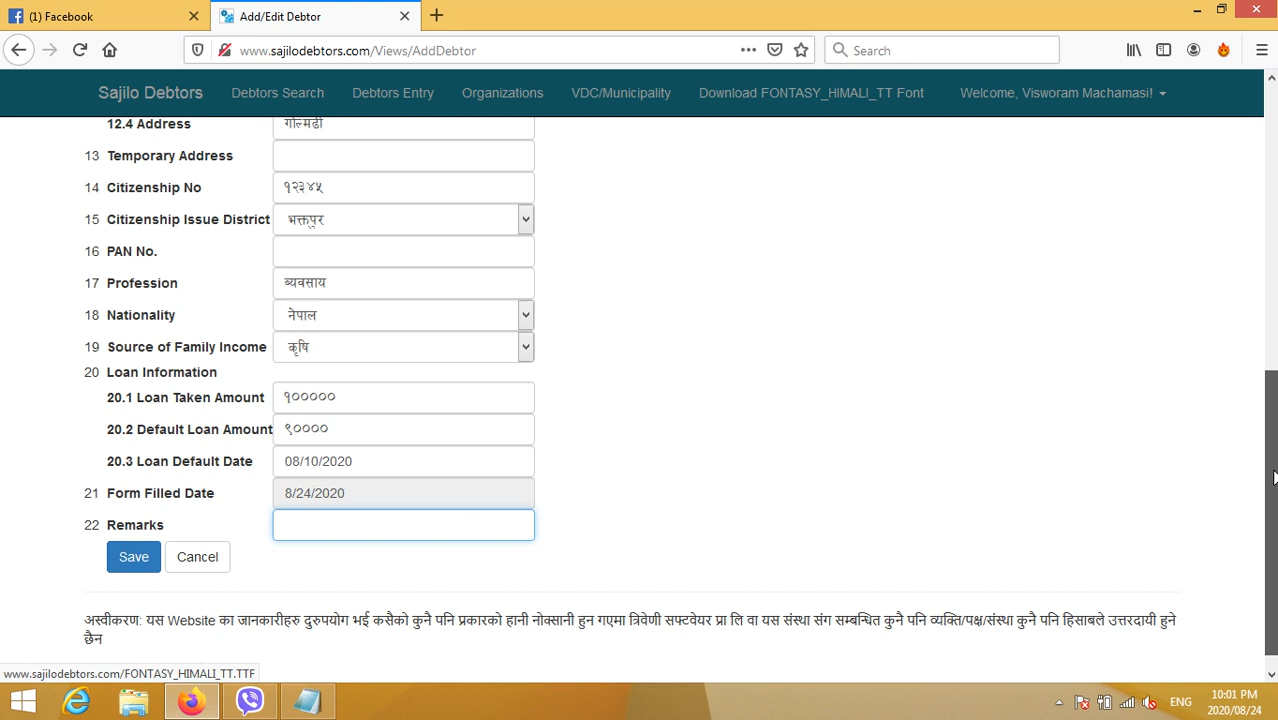 (1) Facebook
Add/Edit Debtor
www.sajilodebtors.com/Views/AddDebtor
Search
Sajilo Debtors Debtors Search Debtors Entry Organizations VDC/Municipality Download FONTASY_HIMALI_TT Font Welcome, Visworam Machamasi!
12.4 Address गोल्मढी
13 Temporary Address
14 Citizenship No १२३४५
15 Citizenship Issue District भक्तपुर
16 PAN No.
17 Profession ब्यवसाय
18 Nationality नेपाल
19 Source of Family Income कृषि
20 Loan Information
20.1 Loan Taken Amount १०००००
20.2 Default Loan Amount ९००००
20.3 Loan Default Date 08/10/2020
21 Form Filled Date 8/24/2020
22 Remarks
Save Cancel
अस्वीकरण: यस Website का जानकारीहरु दुरुपयोग भई कसैको कुनै पनि प्रकारको हानी नोक्सानी हुन गएमा त्रिवेणी सफ्टवेयर प्रा लि वा यस संस्था संग सम्बन्धित कुनै पनि व्यक्ति/पक्ष/संस्था कुनै पनि हिसाबले उत्तरदायी हुने
छैन
www.sajilodebtors.com/FONTASY_HIMALI_TT.TTF
ENG
10:01 PM
2020/08/24